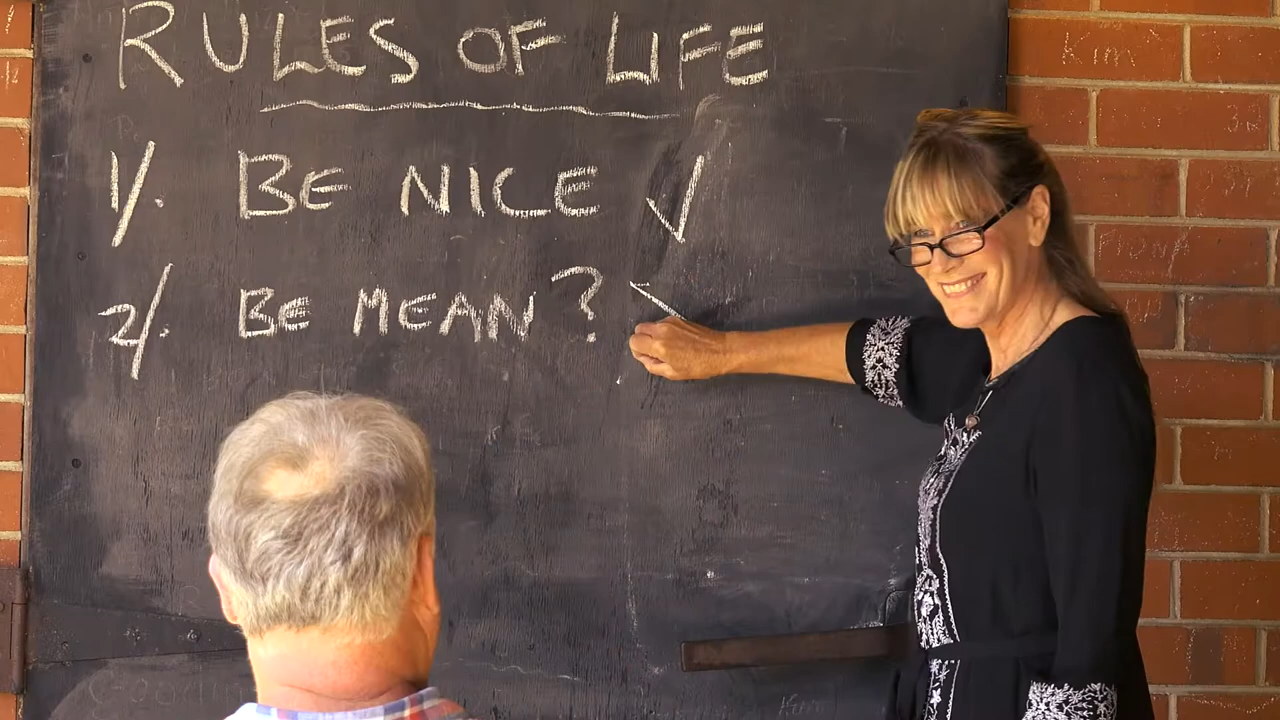 RULES OF LIFE
1/. BE NICE √
2/. BE MEAN?
Kim